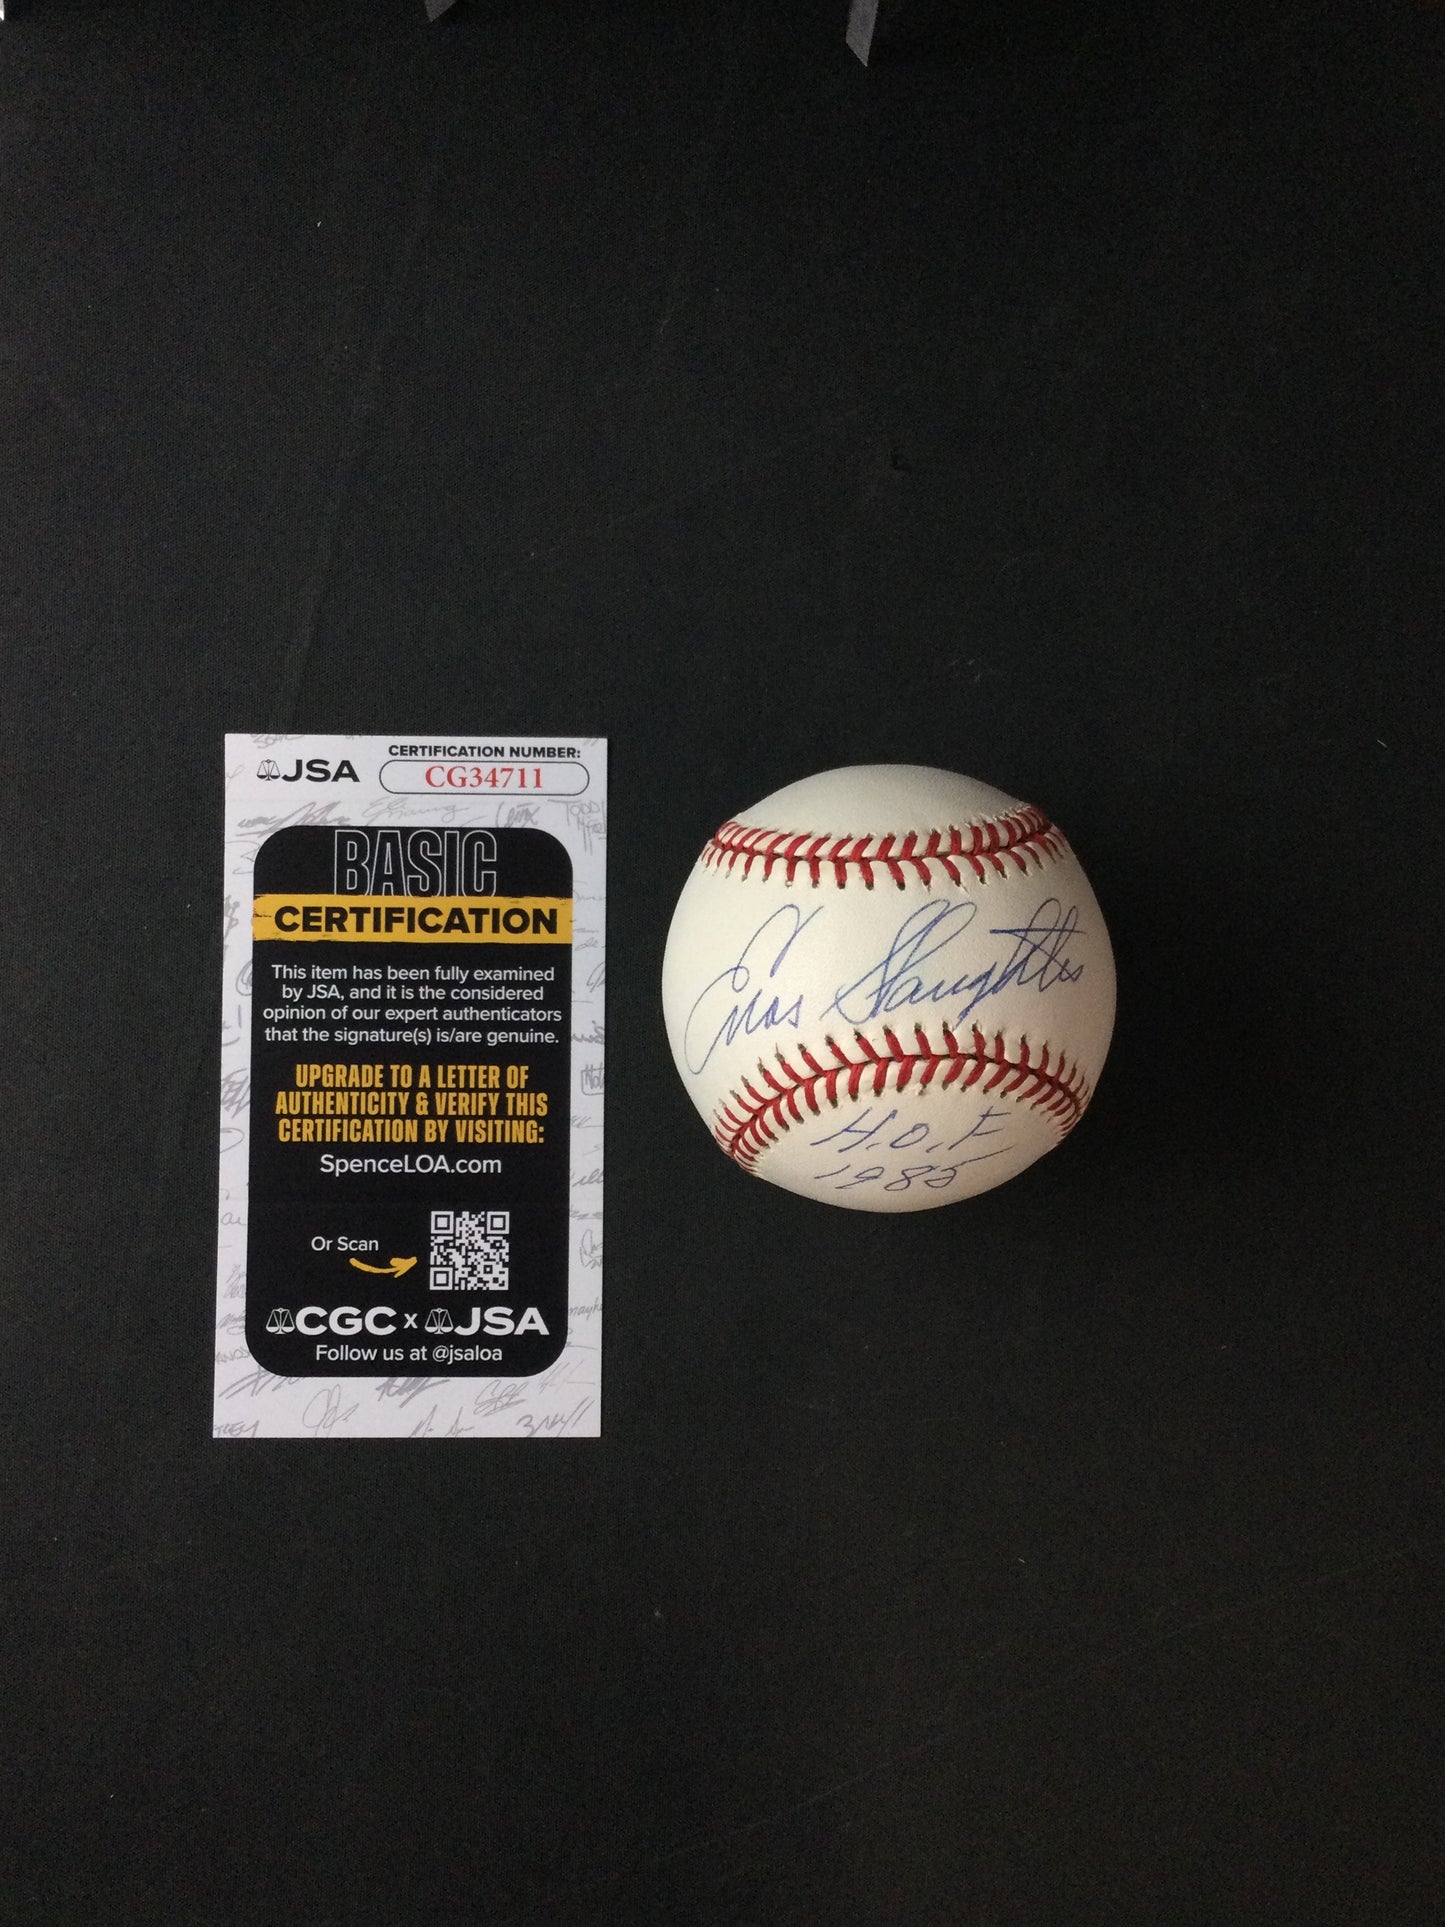 JSA
CERTIFICATION NUMBER:
CG34711
BASIC
CERTIFICATION
This item has been fully examined
by JSA, and it is the considered
opinion of our expert authenticators
that the signature(s) is/are genuine.
UPGRADE TO A LETTER OF
AUTHENTICITY & VERIFY THIS
CERTIFICATION BY VISITING:
SpenceLOA.com
Or Scan
CGC x JSA
Follow us at @jsaloa
Enos Slaughter
H.O.F
1985